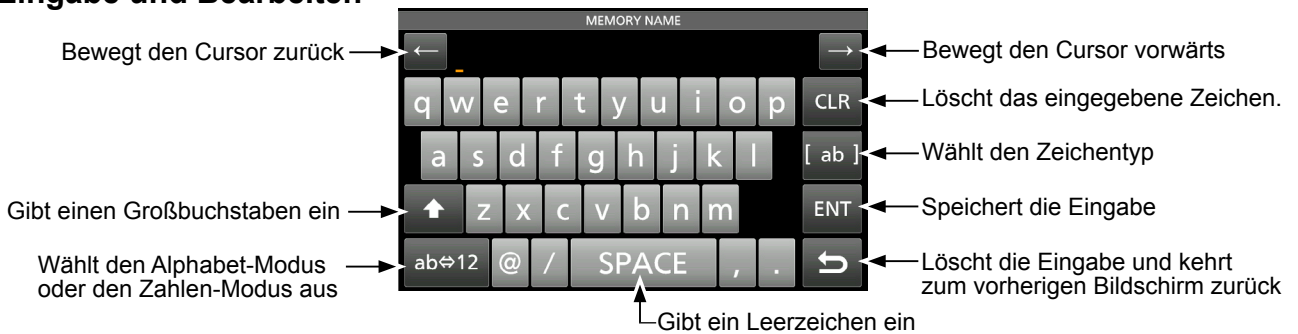 Eingabe und Bearbeiten
MEMORY NAME
Bewegt den Cursor zurück
←
→
Bewegt den Cursor vorwärts
q w e r t y u i o p
CLR
Löscht das eingegebene Zeichen.
a s d f g h j k l
[ ab ]
Wählt den Zeichentyp
Gibt einen Großbuchstaben ein
z x c v b n m
ENT
Speichert die Eingabe
Wählt den Alphabet-Modus
oder den Zahlen-Modus aus
ab⇔12 @ / SPACE , .
Löscht die Eingabe und kehrt
zum vorherigen Bildschirm zurück
Gibt ein Leerzeichen ein